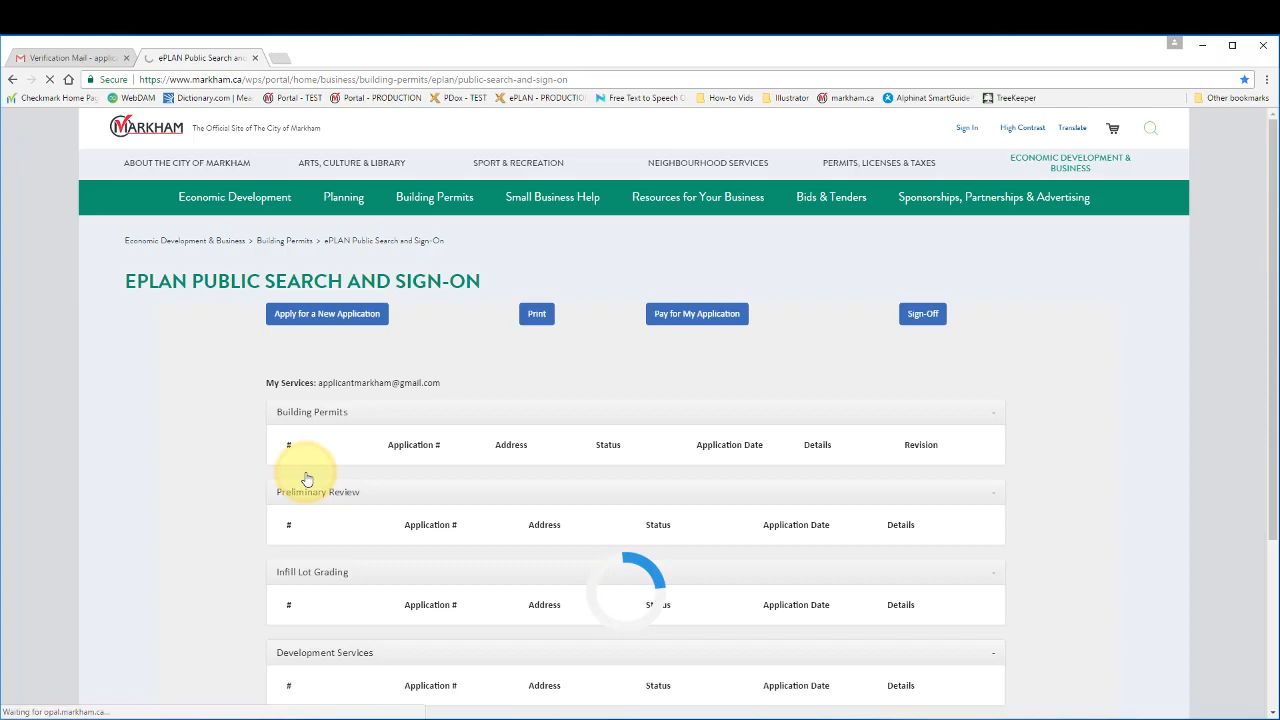 Verification Mail - applic
ePLAN Public Search and
Secure
https://www.markham.ca/wps/portal/home/business/building-permits/eplan/public-search-and-sign-on
Checkmark Home Pag
WebDAM
Dictionary.com | Mea
Portal - TEST
Portal - PRODUCTION
PDox - TEST
ePLAN - PRODUCTIO
Free Text to Speech O
How-to Vids
Illustrator
markham.ca
Alphinat SmartGuide
TreeKeeper
Other bookmarks
MARKHAM
The Official Site of The City of Markham
Sign In
High Contrast
Translate
ABOUT THE CITY OF MARKHAM
ARTS, CULTURE & LIBRARY
SPORT & RECREATION
NEIGHBOURHOOD SERVICES
PERMITS, LICENSES & TAXES
ECONOMIC DEVELOPMENT &
BUSINESS
Economic Development
Planning
Building Permits
Small Business Help
Resources for Your Business
Bids & Tenders
Sponsorships, Partnerships & Advertising
Economic Development & Business › Building Permits › ePLAN Public Search and Sign-On
EPLAN PUBLIC SEARCH AND SIGN-ON
Apply for a New Application
Print
Pay for My Application
Sign-Off
My Services: applicantmarkham@gmail.com
Building Permits -
# Application # Address Status Application Date Details Revision
Preliminary Review -
# Application # Address Status Application Date Details
Infill Lot Grading -
# Application # Address Status Application Date Details
Development Services -
# Application # Address Status Application Date Details
Waiting for opal.markham.ca...